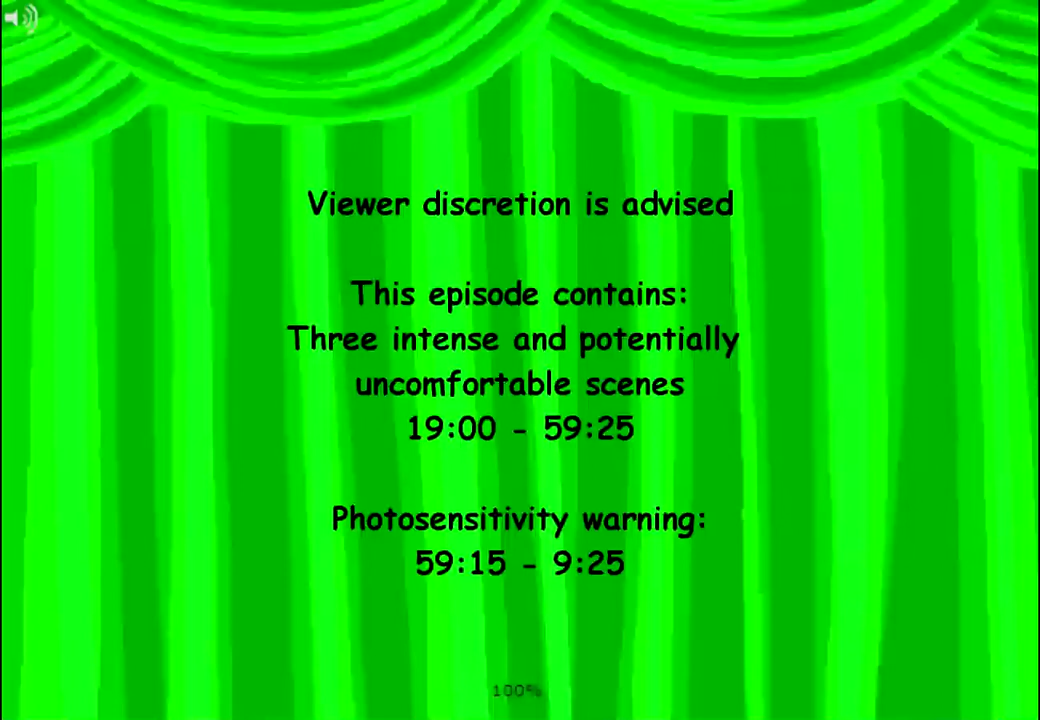 Viewer discretion is advised
This episode contains:
Three intense and potentially
uncomfortable scenes
19:00 - 59:25
Photosensitivity warning:
59:15 - 9:25
100%